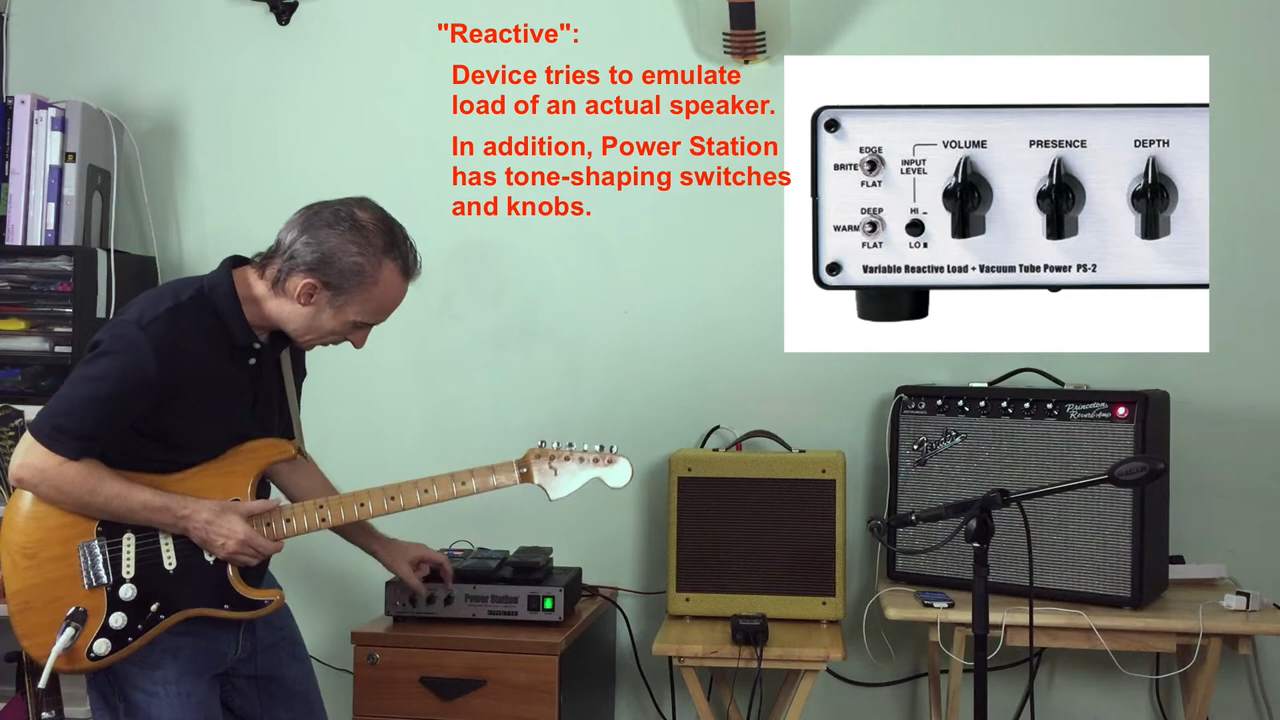 "Reactive":
Device tries to emulate
load of an actual speaker.
In addition, Power Station
has tone-shaping switches
and knobs.
EDGE
BRITE
FLAT
DEEP
WARM
FLAT
INPUT
LEVEL
HI
LO
VOLUME
PRESENCE
DEPTH
Variable Reactive Load + Vacuum Tube Power PS-2
Princeton
Reverb-Amp
Fender
Power Station